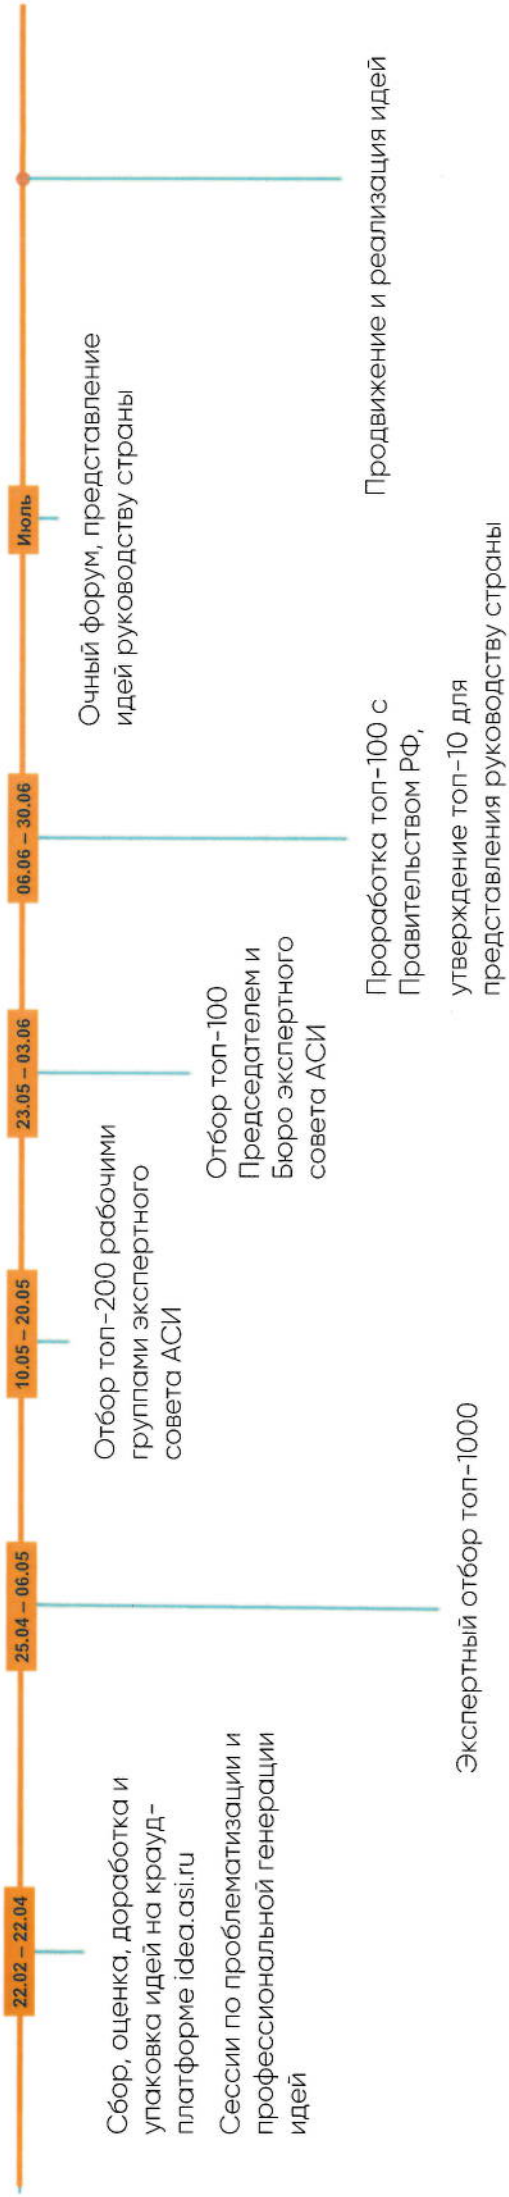 22.02 – 22.04
Сбор, оценка, доработка и
упаковка идей на крауд-
платформе idea.asi.ru
Сессии по проблематизации и
профессиональной генерации
идей
25.04 – 06.05
Экспертный отбор топ-1000
10.05 – 20.05
Отбор топ-200 рабочими
группами экспертного
совета АСИ
23.05 – 03.06
Отбор топ-100
Председателем и
Бюро экспертного
совета АСИ
06.06 – 30.06
Проработка топ-100 с
Правительством РФ,
утверждение топ-10 для
представления руководству страны
Июль
Очный форум, представление
идей руководству страны
Продвижение и реализация идей